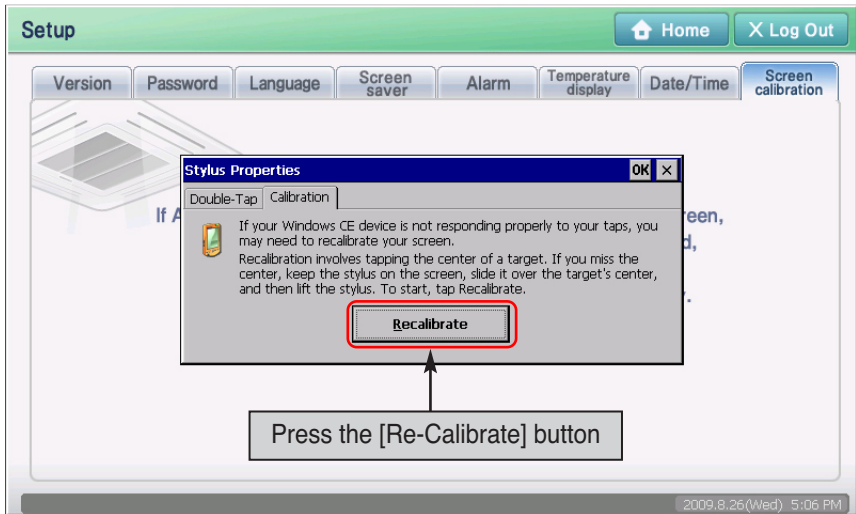 Setup
Home
X Log Out
Version
Password
Language
Screen
saver
Alarm
Temperature
display
Date/Time
Screen
calibration
Stylus Properties
OK
×
Double-Tap
Calibration
If your Windows CE device is not responding properly to your taps, you
may need to recalibrate your screen.
Recalibration involves tapping the center of a target. If you miss the
center, keep the stylus on the screen, slide it over the target's center,
and then lift the stylus. To start, tap Recalibrate.
Recalibrate
If
Press the [Re-Calibrate] button
2009.8.26(Wed) 5:06 PM